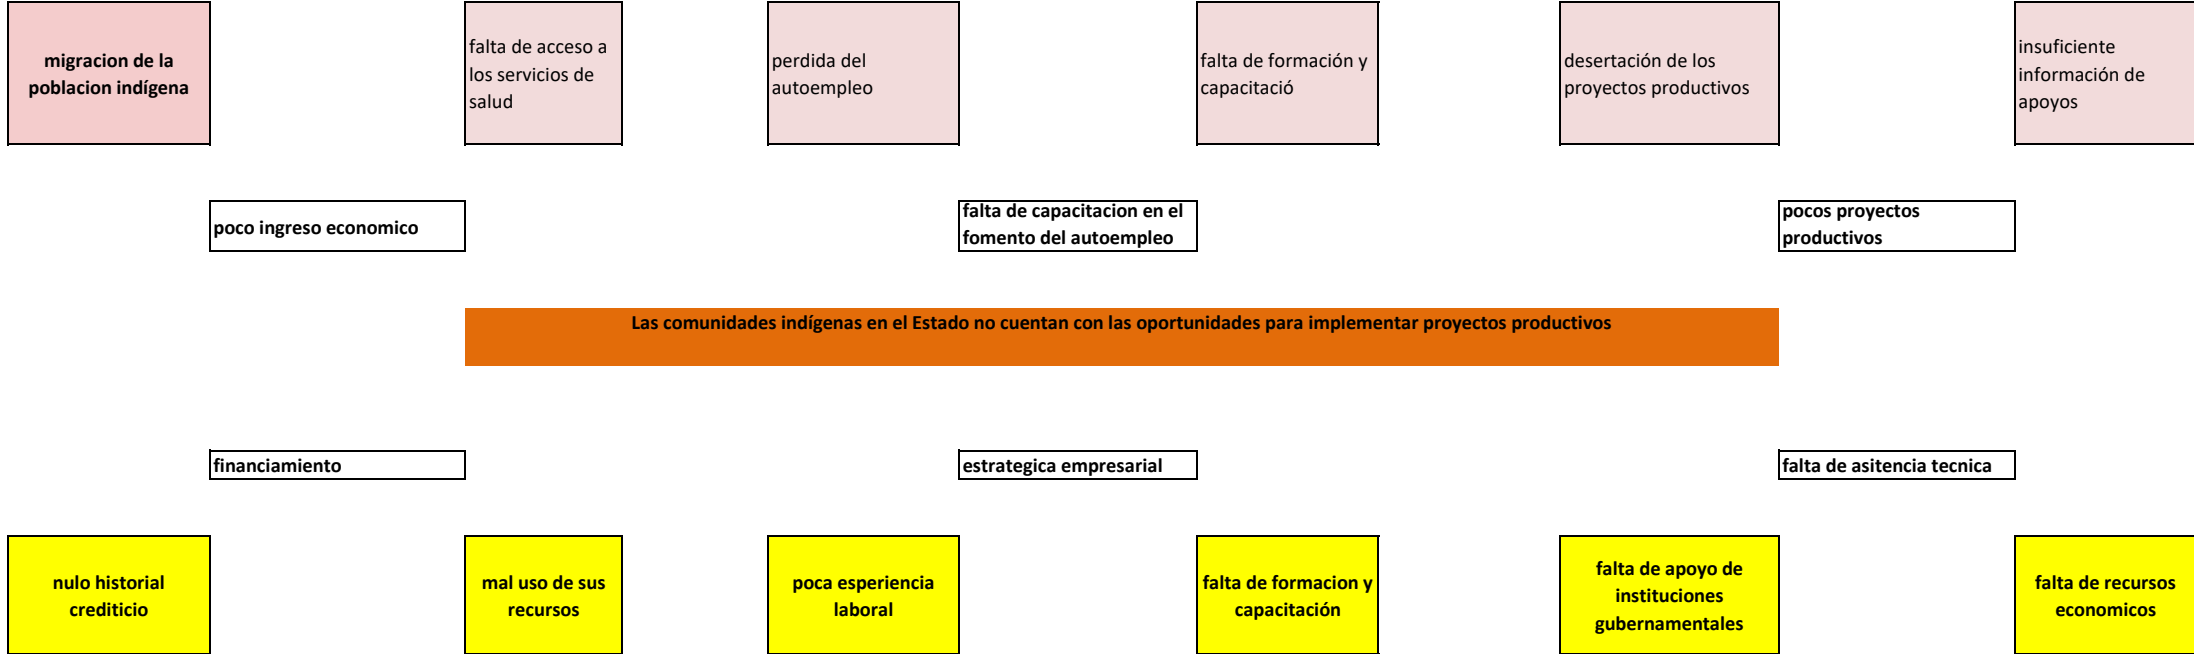 migracion de la
poblacion indígena
falta de acceso a
los servicios de
salud
perdida del
autoempleo
falta de formación y
capacitació
desertación de los
proyectos productivos
insuficiente
información de
apoyos
poco ingreso economico
falta de capacitacion en el
fomento del autoempleo
pocos proyectos
productivos
Las comunidades indígenas en el Estado no cuentan con las oportunidades para implementar proyectos productivos
financiamiento
estrategica empresarial
falta de asitencia tecnica
nulo historial
crediticio
mal uso de sus
recursos
poca esperiencia
laboral
falta de formacion y
capacitación
falta de apoyo de
instituciones
gubernamentales
falta de recursos
economicos